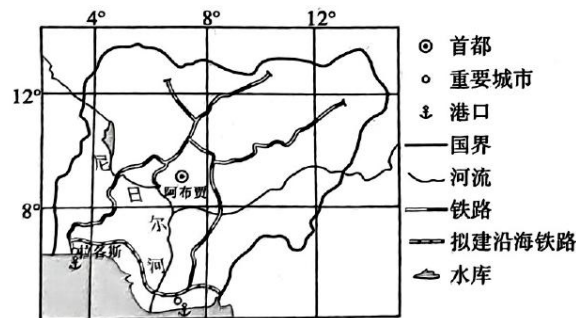 4° 8° 12°
12°
8°
尼
日
尔
河
阿布贾
拉各斯
首都
重要城市
港口
国界
河流
铁路
拟建沿海铁路
水库